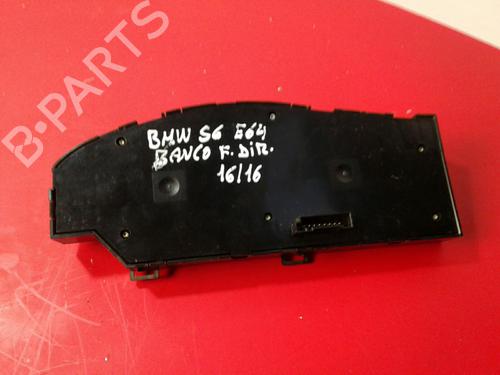 BMW S6 E64
BANCO F. DIR.
16/16
B-PARTS